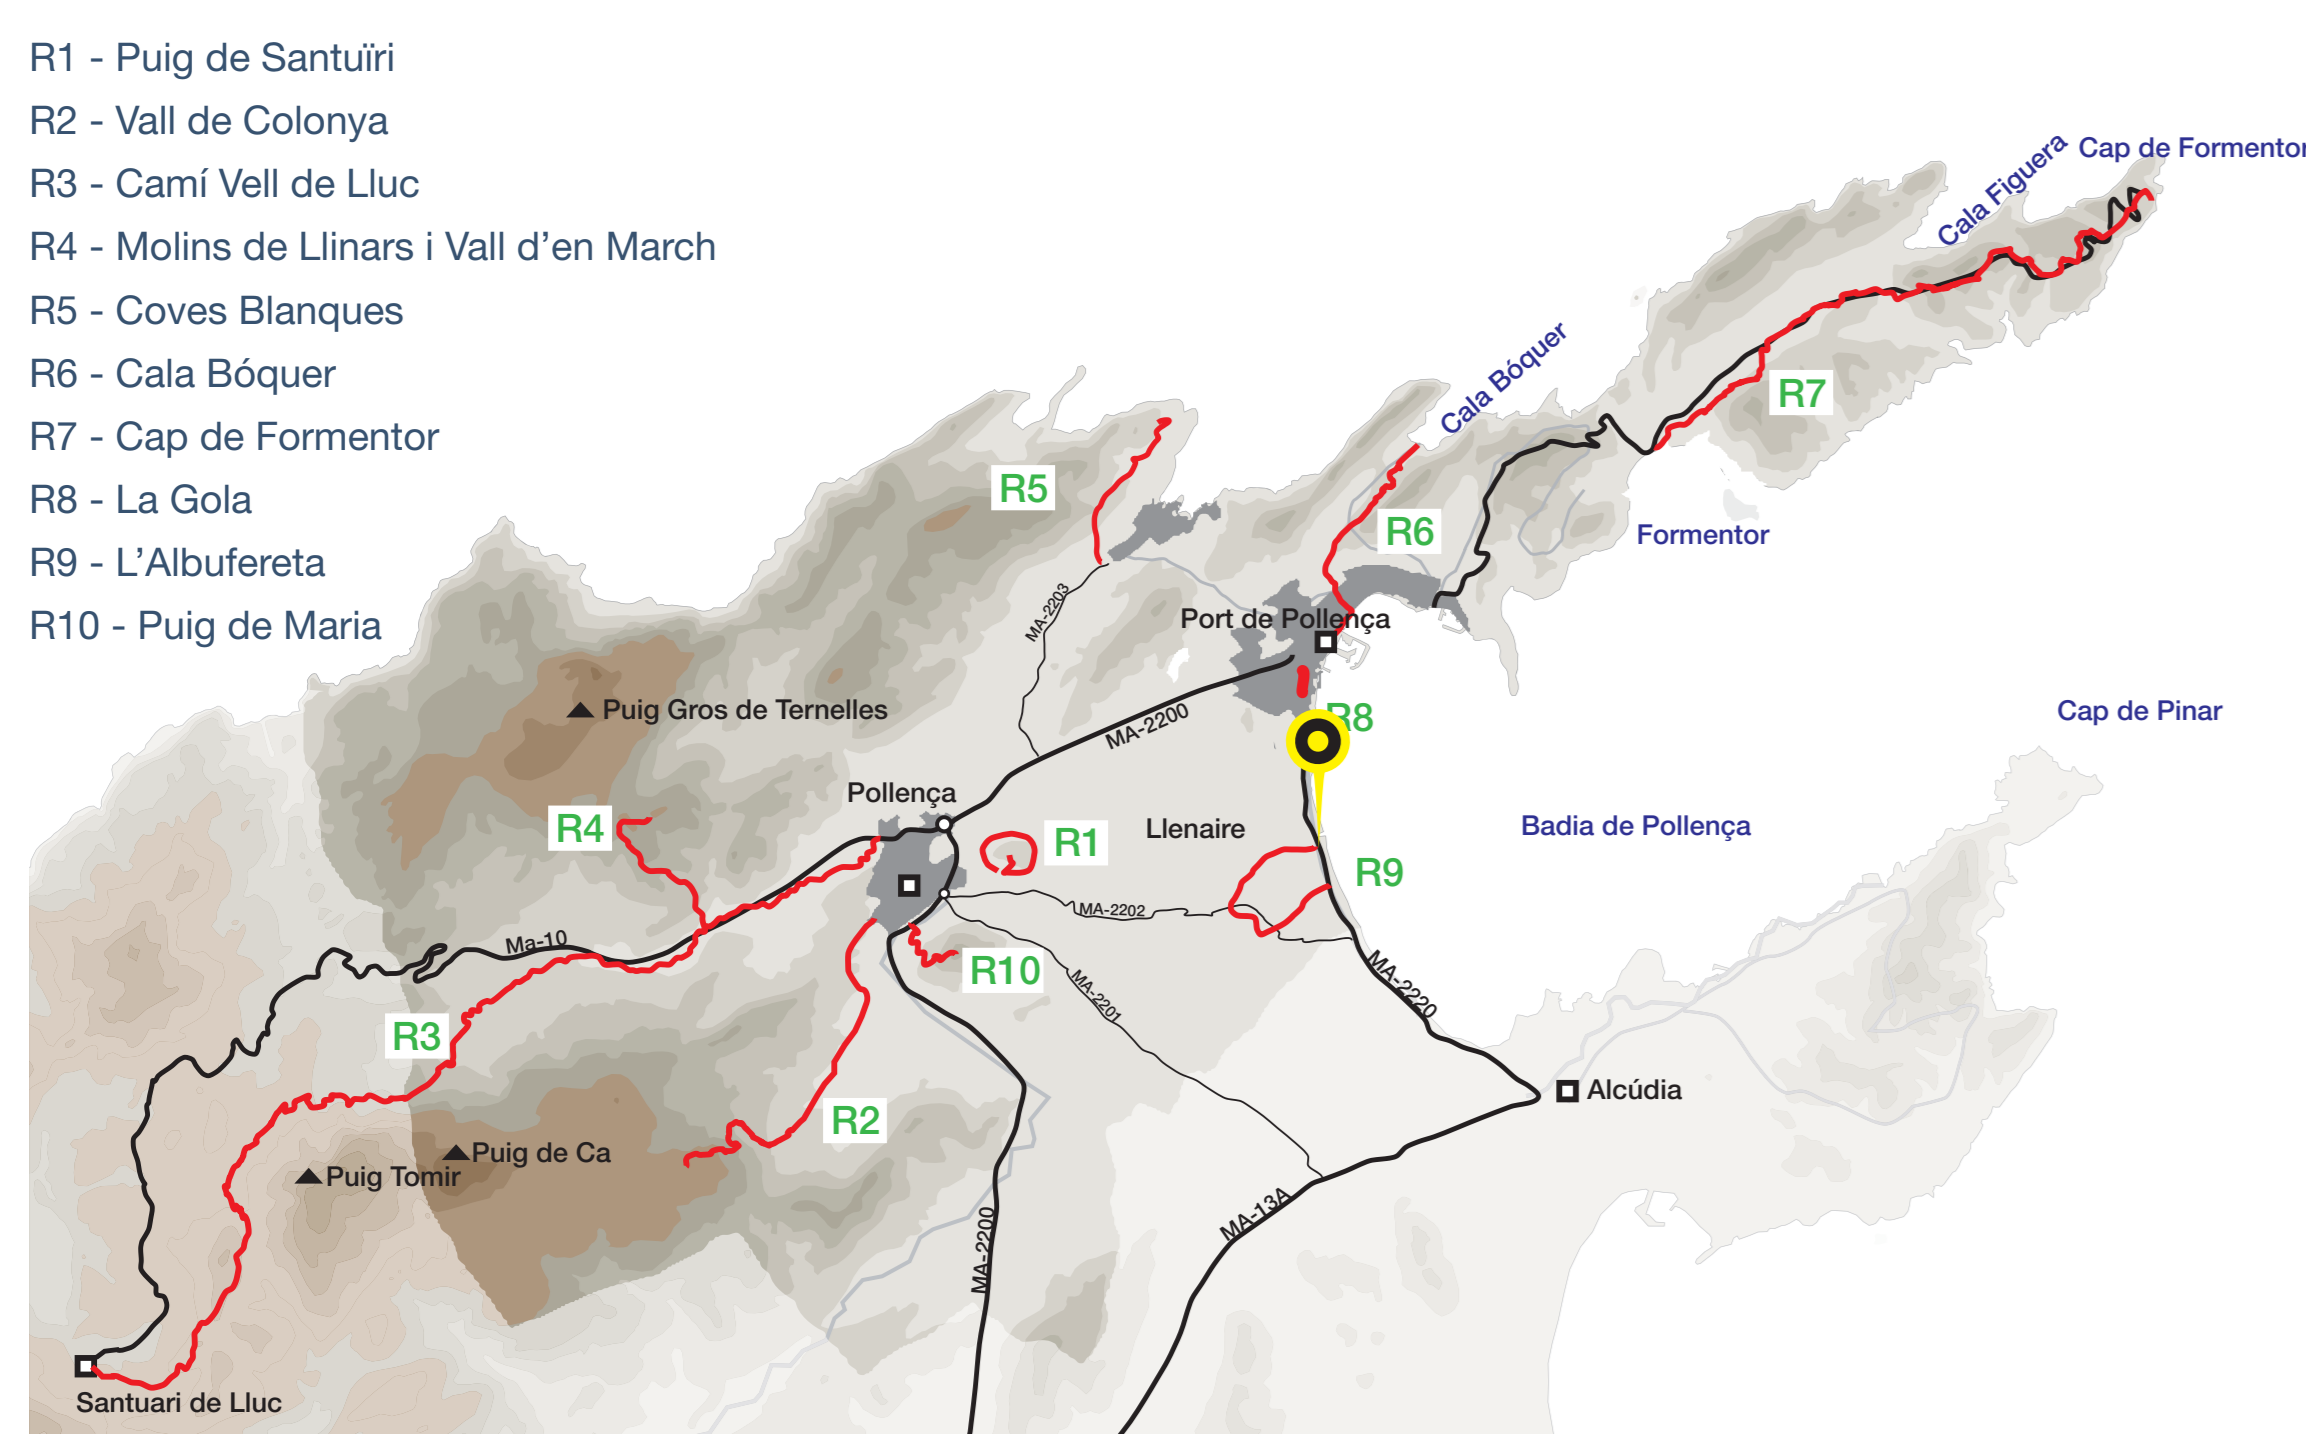 R1 - Puig de Santuïri
R2 - Vall de Colonya
R3 - Camí Vell de Lluc
R4 - Molins de Llinars i Vall d’en March
R5 - Coves Blanques
R6 - Cala Bóquer
R7 - Cap de Formentor
R8 - La Gola
R9 - L’Albufereta
R10 - Puig de Maria
Cap de Formentor
Cala Figuera
Cala Bóquer
R7
R5
R6
Formentor
MA-2203
Port de Pollença
Puig Gros de Ternelles
MA-2200
R8
Cap de Pinar
Pollença
R4
R1
Llenaire
Badia de Pollença
R9
MA-2202
Ma-10
R10
MA-2201
MA-2220
R3
Alcúdia
R2
Puig de Ca
Puig Tomir
MA-2200
MA-13A
Santuari de Lluc